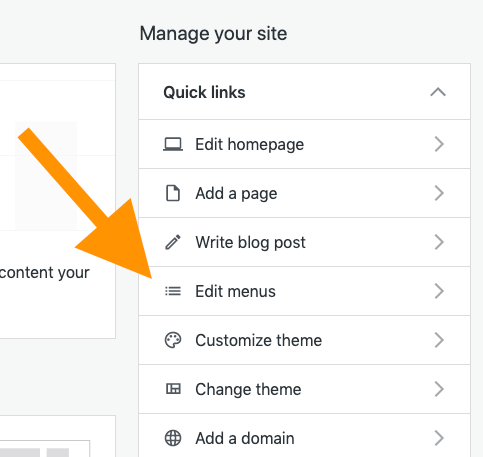 Manage your site
Quick links
Edit homepage
Add a page
Write blog post
content your
Edit menus
Customize theme
Change theme
Add a domain